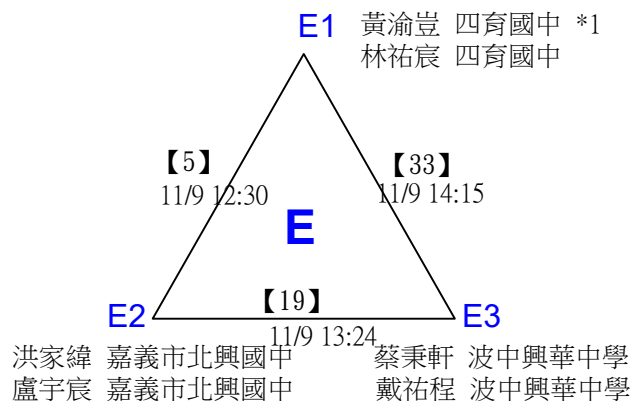 E1 黃渝豈 四育國中 *1
林祐宸 四育國中
【5】 【33】
11/9 12:30 11/9 14:15
E
【19】
E2 E3
11/9 13:24
洪家緯 嘉義市北興國中 蔡秉軒 波中興華中學
盧宇宸 嘉義市北興國中 戴祐程 波中興華中學